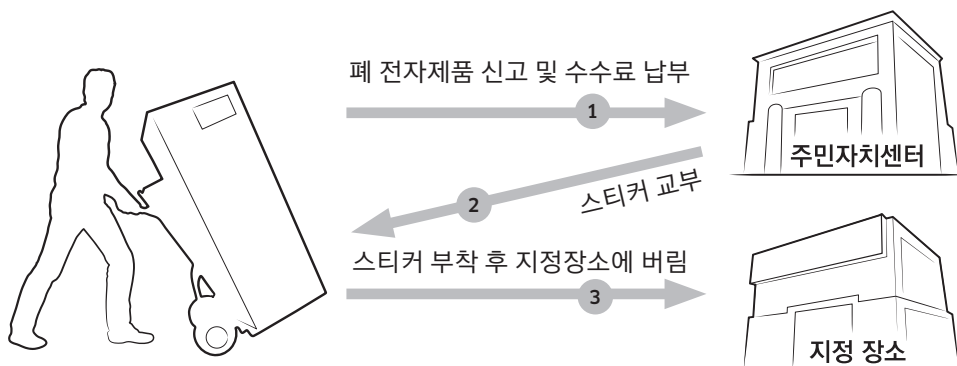 폐 전자제품 신고 및 수수료 납부
1
주민자치센터
2
스티커 교부
스티커 부착 후 지정장소에 버림
3
지정 장소